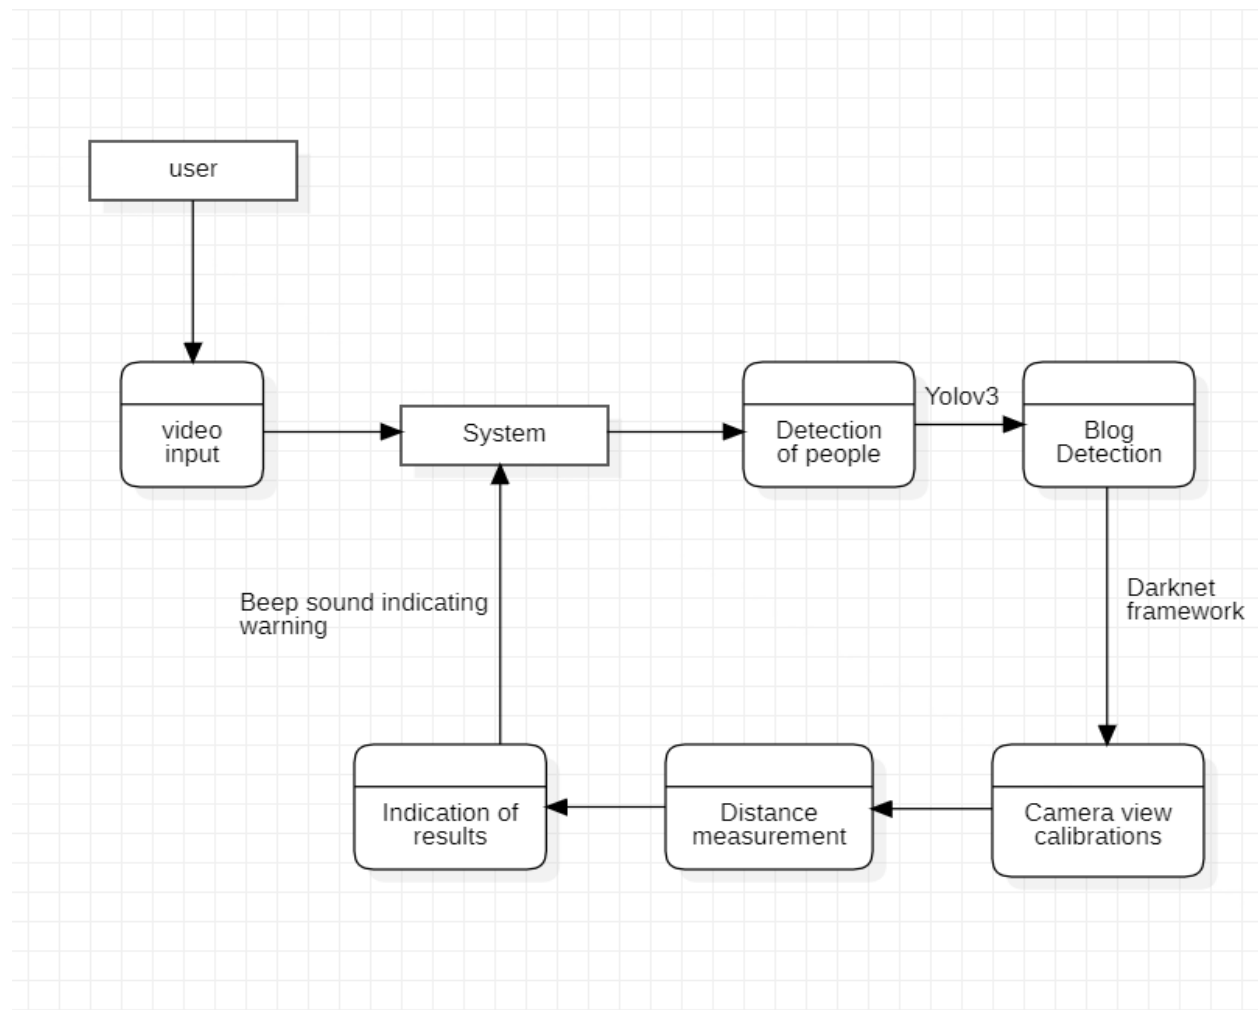 user
video
input
System
Detection
of people
Yolov3
Blog
Detection
Darknet
framework
Beep sound indicating
warning
Indication of
results
Distance
measurement
Camera view
calibrations